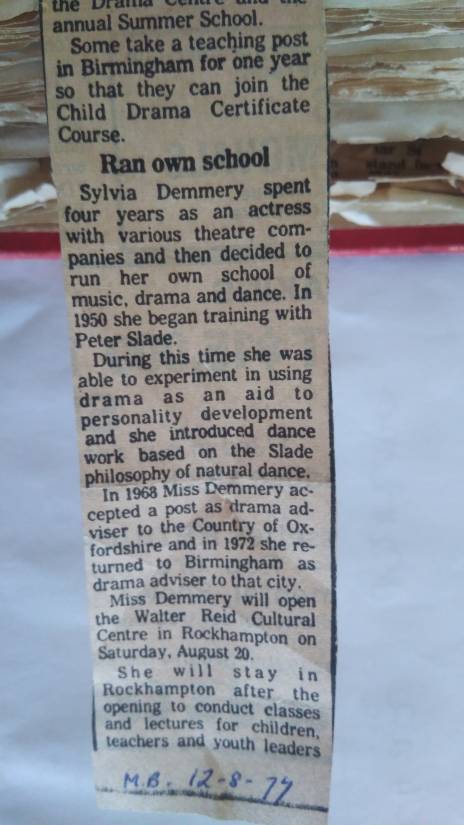 the Drama Centre and the
annual Summer School.
Some take a teaching post
in Birmingham for one year
so that they can join the
Child Drama Certificate
Course.
Ran own school
Sylvia Demmery spent
four years as an actress
with various theatre com-
panies and then decided to
run her own school of
music, drama and dance. In
1950 she began training with
Peter Slade.
During this time she was
able to experiment in using
drama as an aid to
personality development
and she introduced dance
work based on the Slade
philosophy of natural dance.
In 1968 Miss Demmery ac-
cepted a post as drama ad-
viser to the Country of Ox-
fordshire and in 1972 she re-
turned to Birmingham as
drama adviser to that city.
Miss Demmery will open
the Walter Reid Cultural
Centre in Rockhampton on
Saturday, August 20.
She will stay in
Rockhampton after the
opening to conduct classes
and lectures for children,
teachers and youth leaders
M.B. 12-8-77